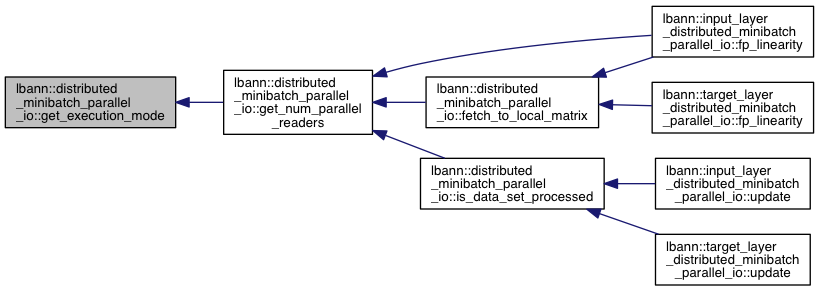 lbann::distributed
_minibatch_parallel
_io::get_execution_mode
lbann::distributed
_minibatch_parallel
_io::get_num_parallel
_readers
lbann::input_layer
_distributed_minibatch
_parallel_io::fp_linearity
lbann::distributed
_minibatch_parallel
_io::fetch_to_local_matrix
lbann::target_layer
_distributed_minibatch
_parallel_io::fp_linearity
lbann::distributed
_minibatch_parallel
_io::is_data_set_processed
lbann::input_layer
_distributed_minibatch
_parallel_io::update
lbann::target_layer
_distributed_minibatch
_parallel_io::update